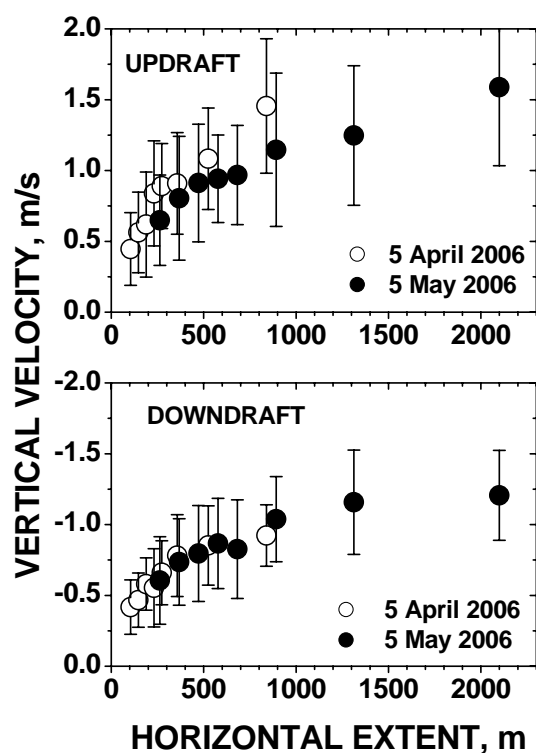 2.0
UPDRAFT
1.5
1.0
0.5
5 April 2006
5 May 2006
0.0
0 500 1000 1500 2000
VERTICAL VELOCITY, m/s
-2.0
DOWNDRAFT
-1.5
-1.0
-0.5
5 April 2006
5 May 2006
0.0
0 500 1000 1500 2000
HORIZONTAL EXTENT, m